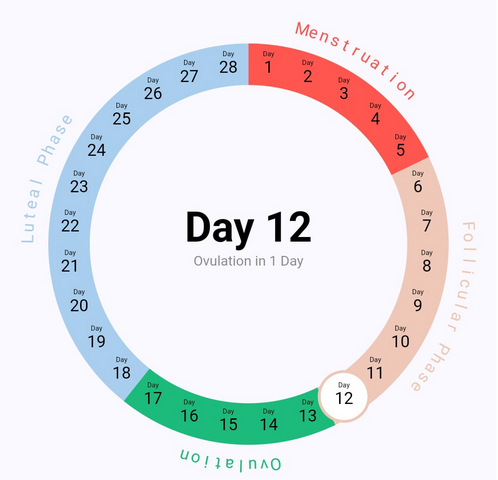 Menstruation
Day
1
Day
2
Day
3
Day
4
Day
5
Follicular Phase
Day
6
Day
7
Day
8
Day
9
Day
10
Day
11
Day
12
Ovulation
Day
13
Day
14
Day
15
Day
16
Day
17
Luteal Phase
Day
18
Day
19
Day
20
Day
21
Day
22
Day
23
Day
24
Day
25
Day
26
Day
27
Day
28
Day 12
Ovulation in 1 Day